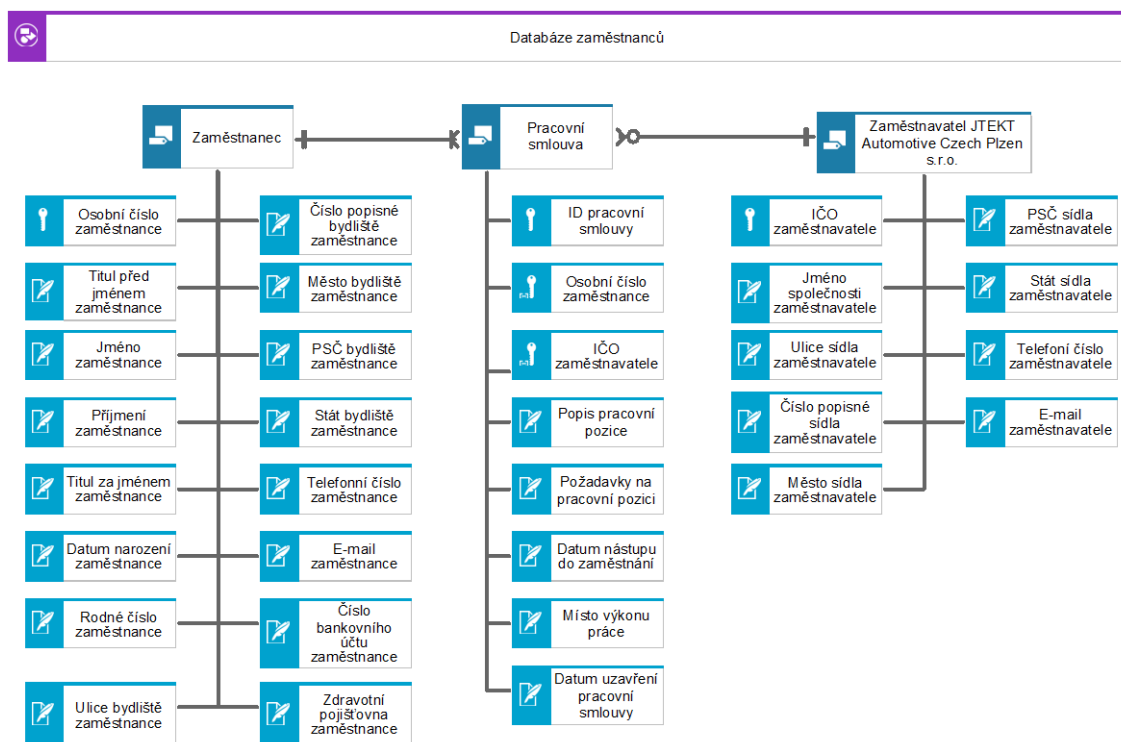 Databáze zaměstnanců
Zaměstnanec
Pracovní
smlouva
Zaměstnavatel JTEKT
Automotive Czech Plzen
s.r.o.
Osobní číslo
zaměstnance
Titul před
jménem
zaměstnance
Jméno
zaměstnance
Příjmení
zaměstnance
Titul za jménem
zaměstnance
Datum narození
zaměstnance
Rodné číslo
zaměstnance
Ulice bydliště
zaměstnance
Číslo popisné
bydliště
zaměstnance
Město bydliště
zaměstnance
PSČ bydliště
zaměstnance
Stát bydliště
zaměstnance
Telefonní číslo
zaměstnance
E-mail
zaměstnance
Číslo
bankovního
účtu
zaměstnance
Zdravotní
pojišťovna
zaměstnance
ID pracovní
smlouvy
Osobní číslo
zaměstnance
IČO
zaměstnavatele
Popis pracovní
pozice
Požadavky na
pracovní pozici
Datum nástupu
do zaměstnání
Místo výkonu
práce
Datum uzavření
pracovní
smlouvy
IČO
zaměstnavatele
Jméno
společnosti
zaměstnavatele
Ulice sídla
zaměstnavatele
Číslo popisné
sídla
zaměstnavatele
Město sídla
zaměstnavatele
PSČ sídla
zaměstnavatele
Stát sídla
zaměstnavatele
Telefoní číslo
zaměstnavatele
E-mail
zaměstnavatele